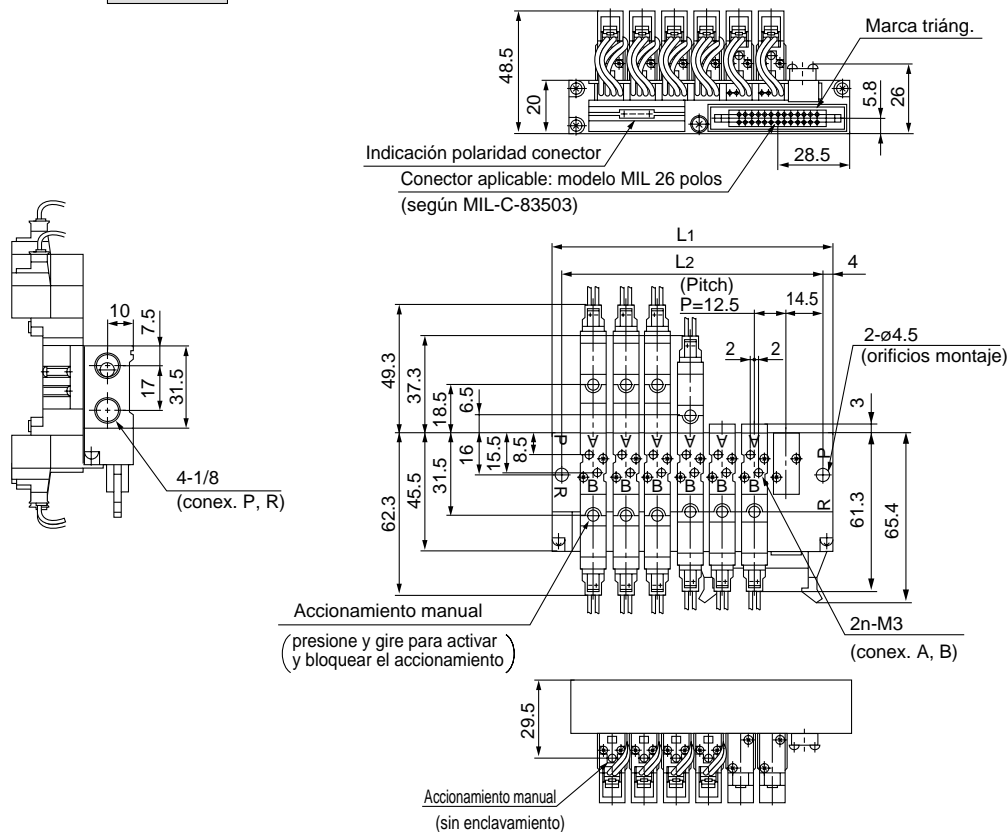 Marca triáng.
48.5
20
5.8
26
28.5
Indicación polaridad conector
Conector aplicable: modelo MIL 26 polos
(según MIL-C-83503)
L1
L2
4
(Pitch)
P=12.5
14.5
10
7.5
17
31.5
4-1/8
(conex. P, R)
49.3
37.3
18.5
6.5
2
2
2-ø4.5
(orificios montaje)
3
62.3
45.5
31.5
16
15.5
8.5
P
R
A A A A A A
B B B B B B
P
R
61.3
65.4
Accionamiento manual
(presione y gire para activar
y bloquear el accionamiento)
2n-M3
(conex. A, B)
29.5
Accionamiento manual
(sin enclavamiento)